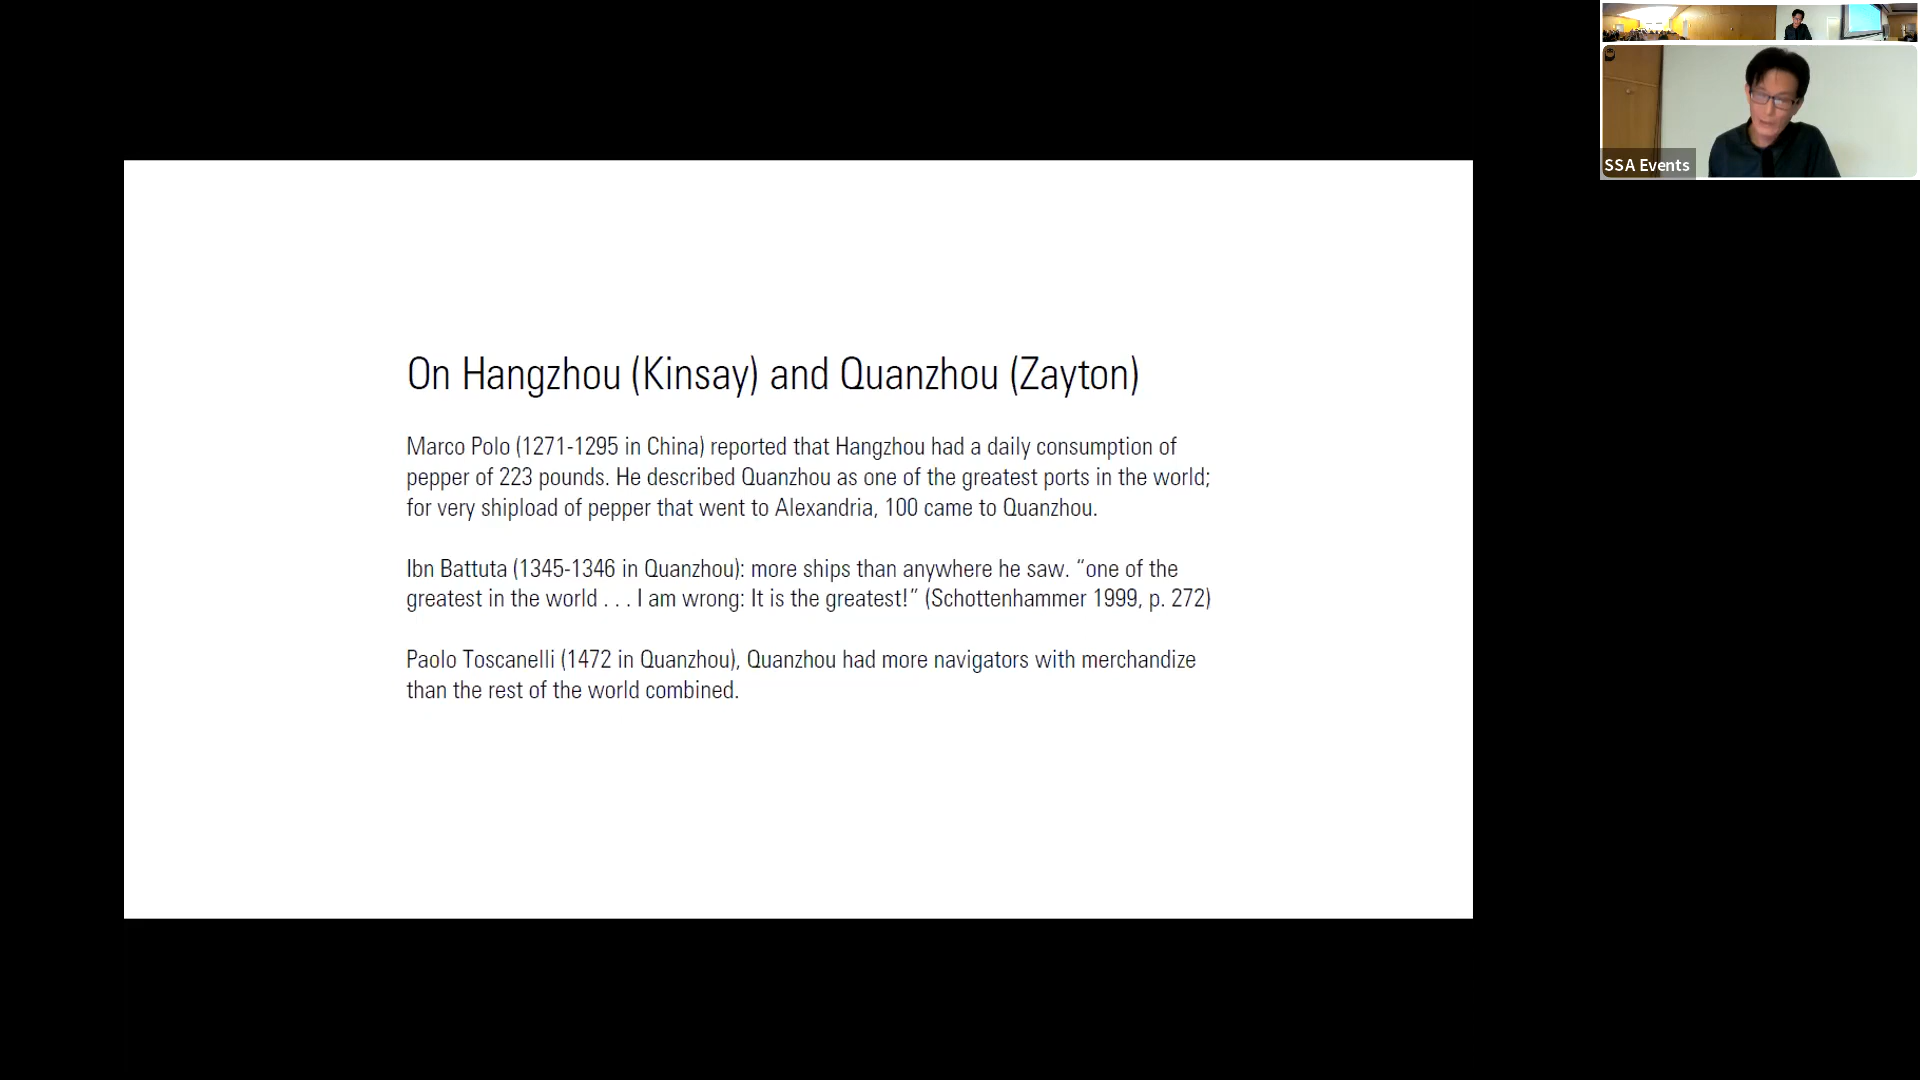 On Hangzhou (Kinsay) and Quanzhou (Zayton)
Marco Polo (1271-1295 in China) reported that Hangzhou had a daily consumption of
pepper of 223 pounds. He described Quanzhou as one of the greatest ports in the world;
for very shipload of pepper that went to Alexandria, 100 came to Quanzhou.
Ibn Battuta (1345-1346 in Quanzhou): more ships than anywhere he saw. “one of the
greatest in the world . . . I am wrong: It is the greatest!” (Schottenhammer 1999, p. 272)
Paolo Toscanelli (1472 in Quanzhou), Quanzhou had more navigators with merchandize
than the rest of the world combined.
SSA Events